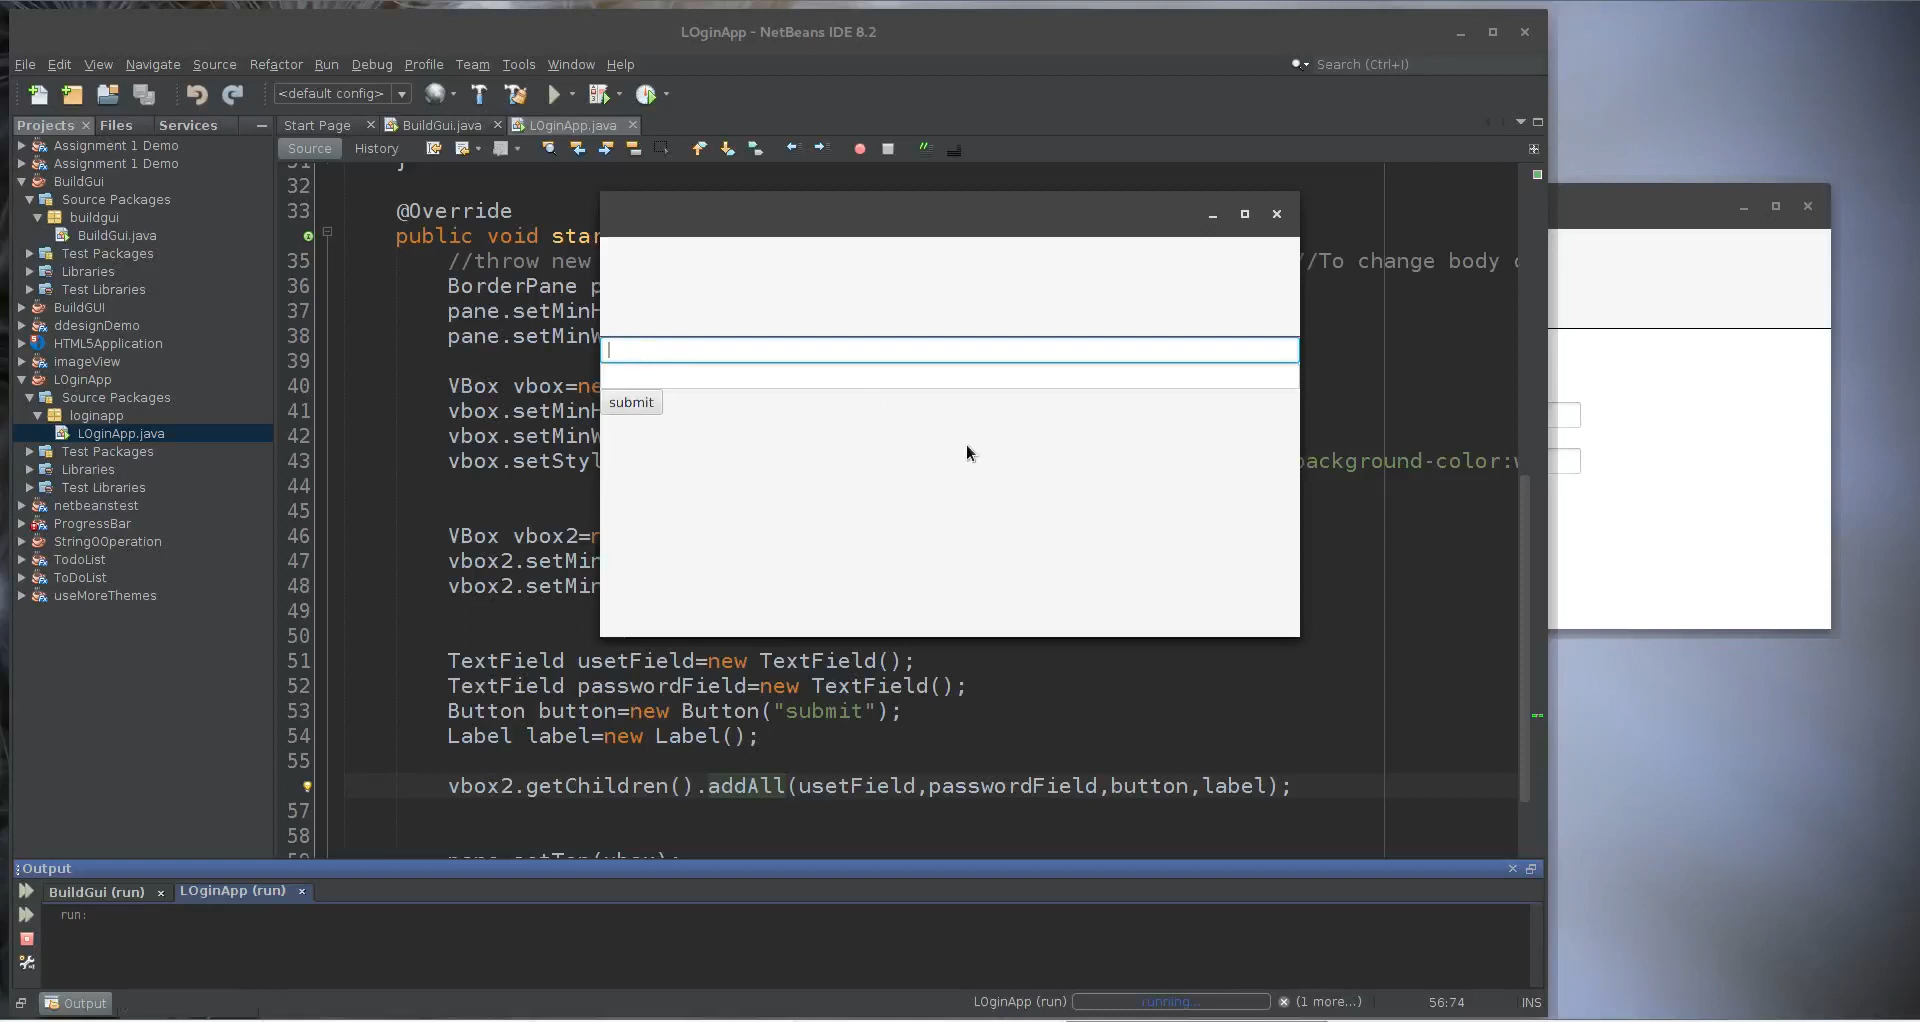 LOginApp - NetBeans IDE 8.2
File Edit View Navigate Source Refactor Run Debug Profile Team Tools Window Help
Search (Ctrl+I)
<default config>
Projects Files Services
Start Page BuildGui.java LOginApp.java
Source History
Assignment 1 Demo
Assignment 1 Demo
BuildGui
Source Packages
buildgui
BuildGui.java
Test Packages
Libraries
Test Libraries
BuildGUI
ddesignDemo
HTML5Application
imageView
LOginApp
Source Packages
loginapp
LOginApp.java
Test Packages
Libraries
Test Libraries
netbeanstest
ProgressBar
StringOOperation
TodoList
ToDoList
useMoreThemes
32
33 @Override
public void star
35 //throw new //To change body o
36 BorderPane p
37 pane.setMinH
38 pane.setMinW
39
40 VBox vbox=ne
41 vbox.setMinH
42 vbox.setMinW
43 vbox.setStyl ackground-color:w
44
45
46 VBox vbox2=n
47 vbox2.setMin
48 vbox2.setMin
49
50
51 TextField usetField=new TextField();
52 TextField passwordField=new TextField();
53 Button button=new Button("submit");
54 Label label=new Label();
55
vbox2.getChildren().addAll(usetField,passwordField,button,label);
57
58
submit
Output
BuildGui (run) LOginApp (run)
run:
Output
LOginApp (run) running... (1 more...) 56:74 INS